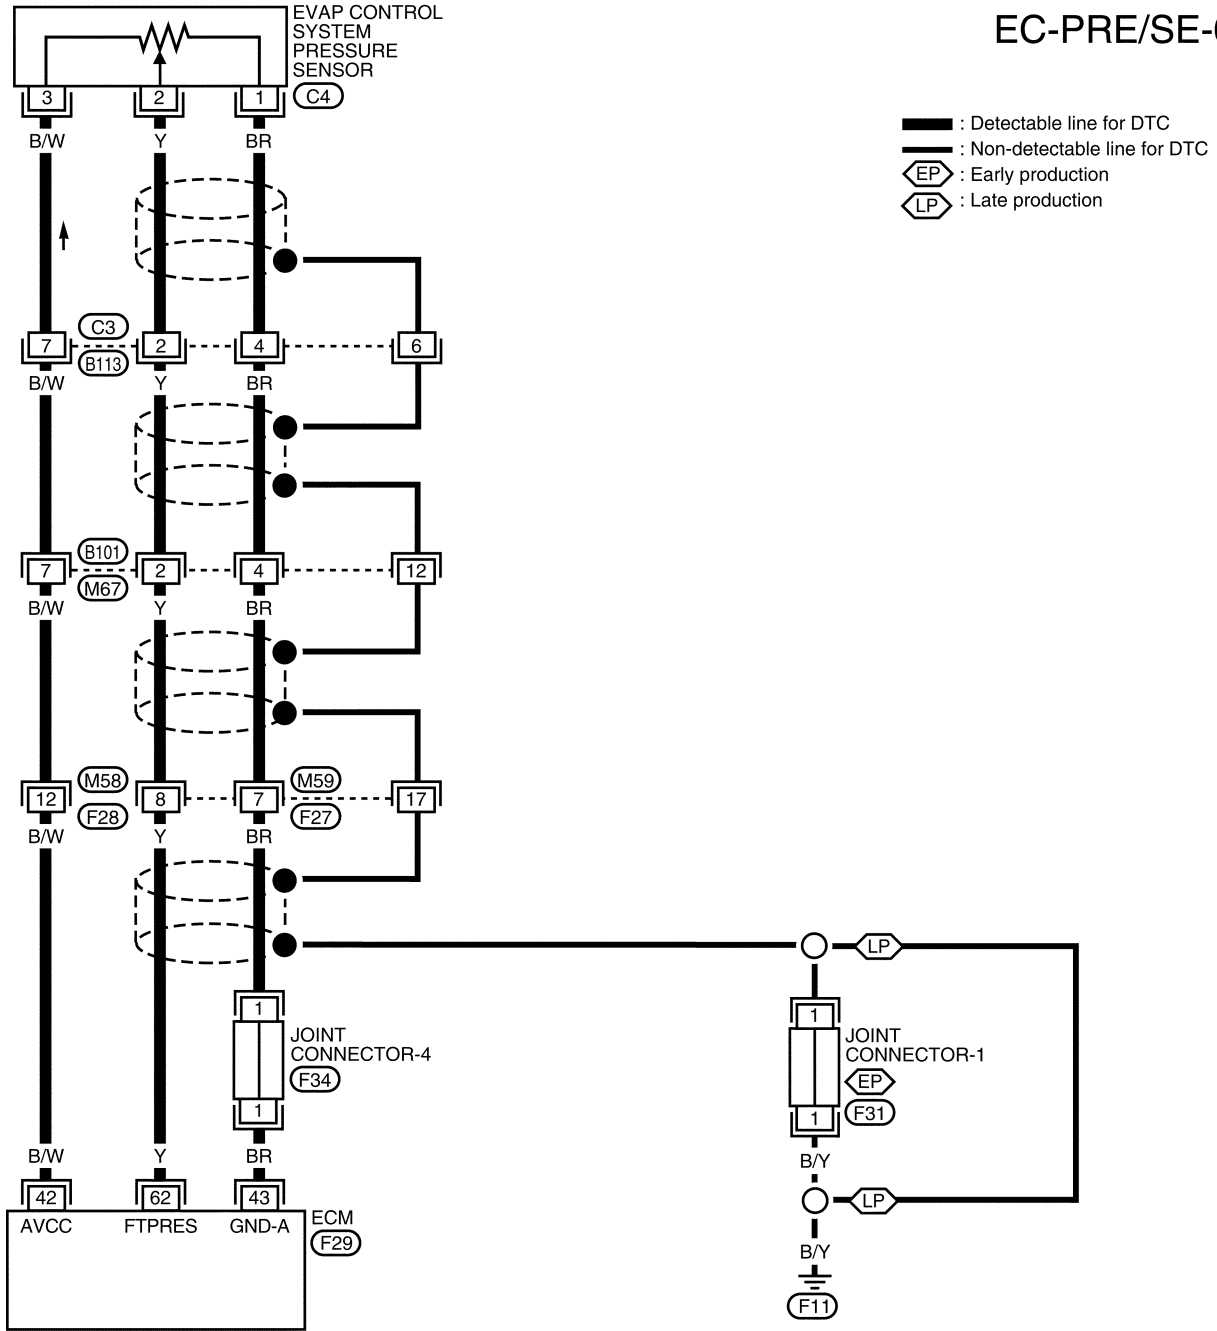 EC-PRE/SE-
EVAP CONTROL
SYSTEM
PRESSURE
SENSOR
3 2 1 C4
B/W Y BR
: Detectable line for DTC
: Non-detectable line for DTC
EP : Early production
LP : Late production
C3
7 2 4 6
B113
B/W Y BR
B101
7 2 4 12
M67
B/W Y BR
M58 M59
12 8 7 17
F28 F27
B/W Y BR
LP
1
JOINT
CONNECTOR-4
F34
1
1
JOINT
CONNECTOR-1
EP
F31
1
B/W Y BR
B/Y
42 62 43
LP
AVCC FTPRES GND-A
ECM
F29
B/Y
F11